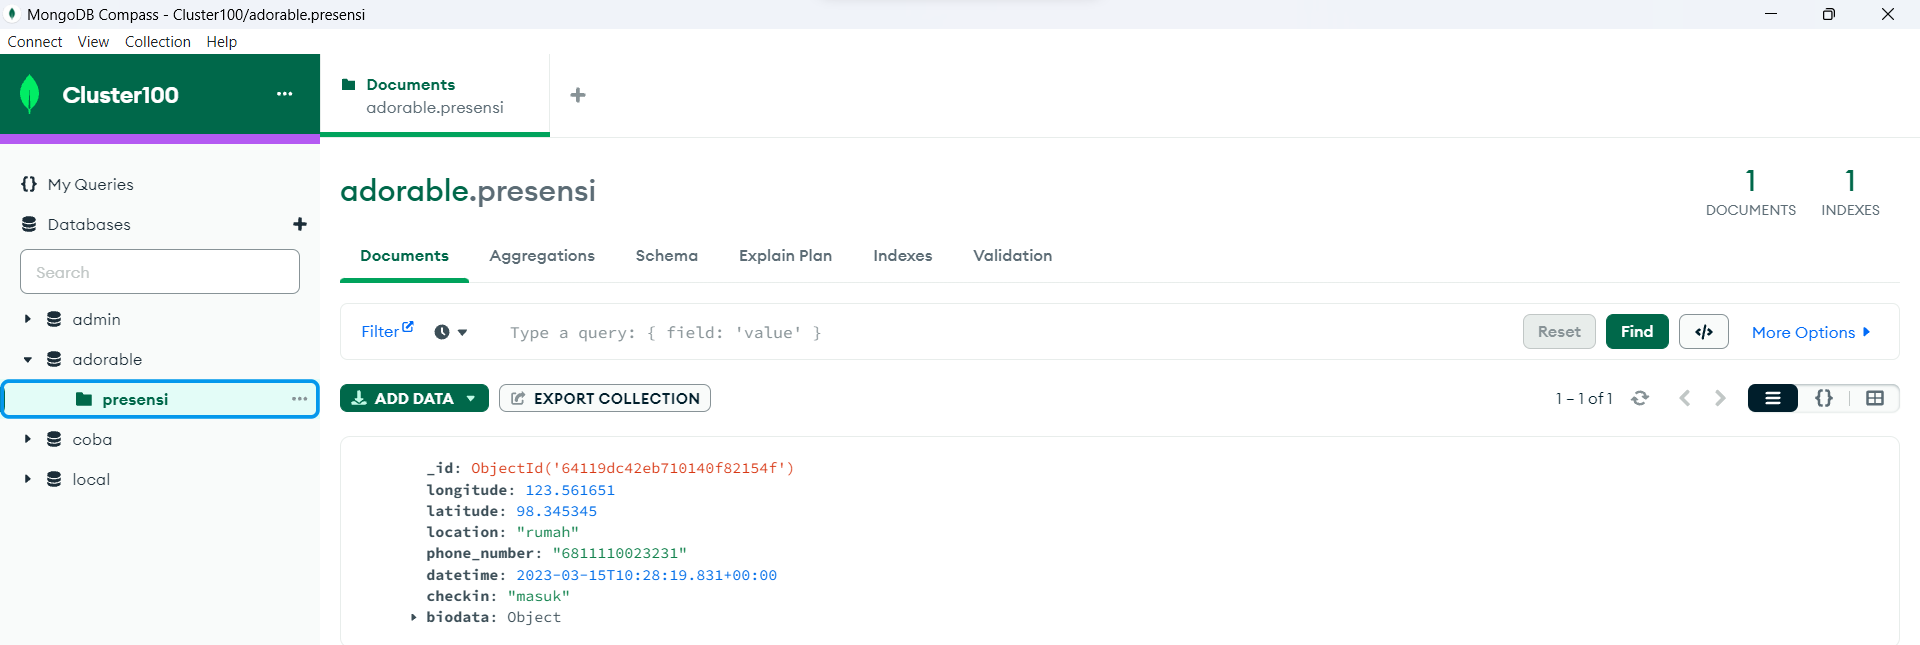 MongoDB Compass - Cluster100/adorable.presensi
Connect View Collection Help
Cluster100 ...
Documents
adorable.presensi
{} My Queries
Databases
Search
admin
adorable
presensi
coba
local
adorable.presensi
1 DOCUMENTS
1 INDEXES
Documents Aggregations Schema Explain Plan Indexes Validation
Filter Type a query: { field: 'value' } Reset Find </> More Options
ADD DATA EXPORT COLLECTION 1 – 1 of 1 {}
_id: ObjectId('64119dc42eb710140f82154f')
longitude: 123.561651
latitude: 98.345345
location: "rumah"
phone_number: "6811110023231"
datetime: 2023-03-15T10:28:19.831+00:00
checkin: "masuk"
biodata: Object